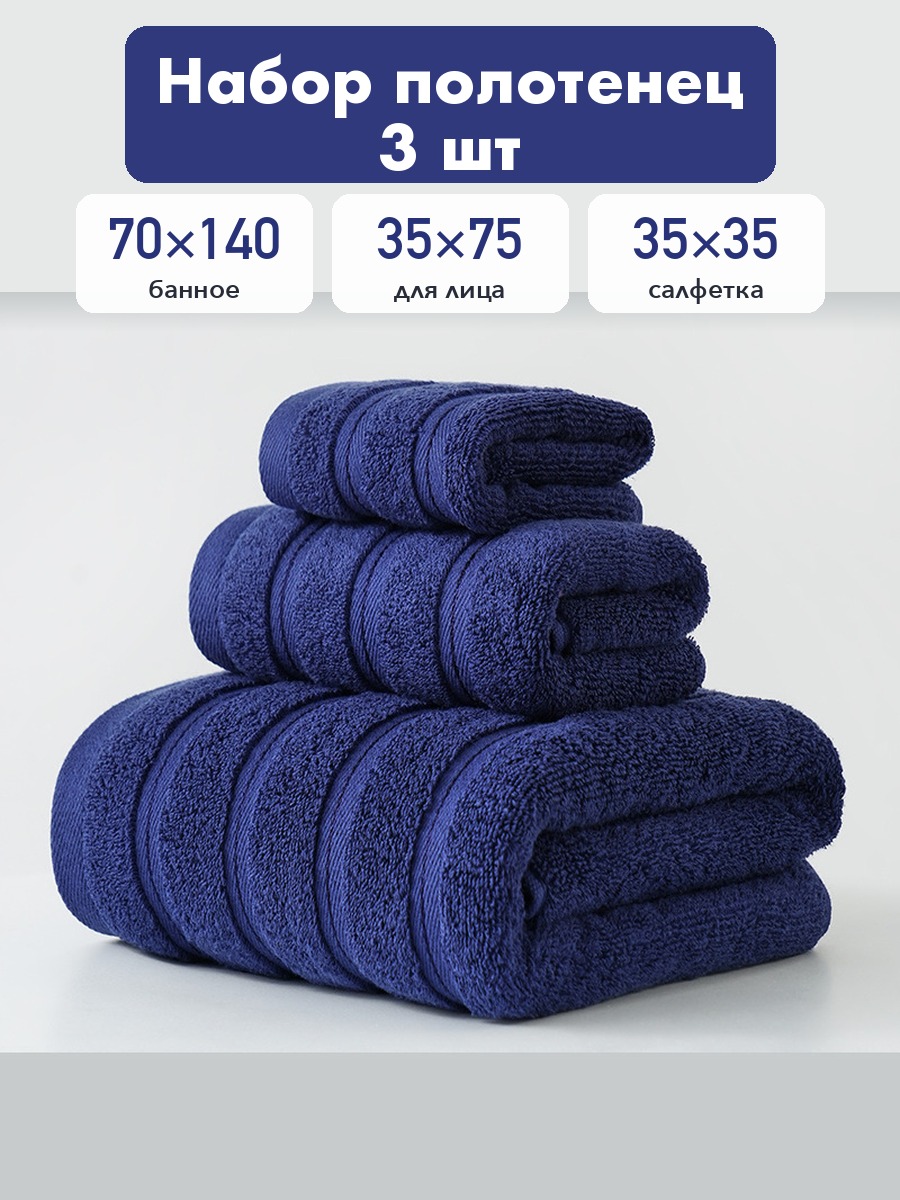 Набор полотенец
3 шт
70×140
банное
35×75
для лица
35×35
салфетка